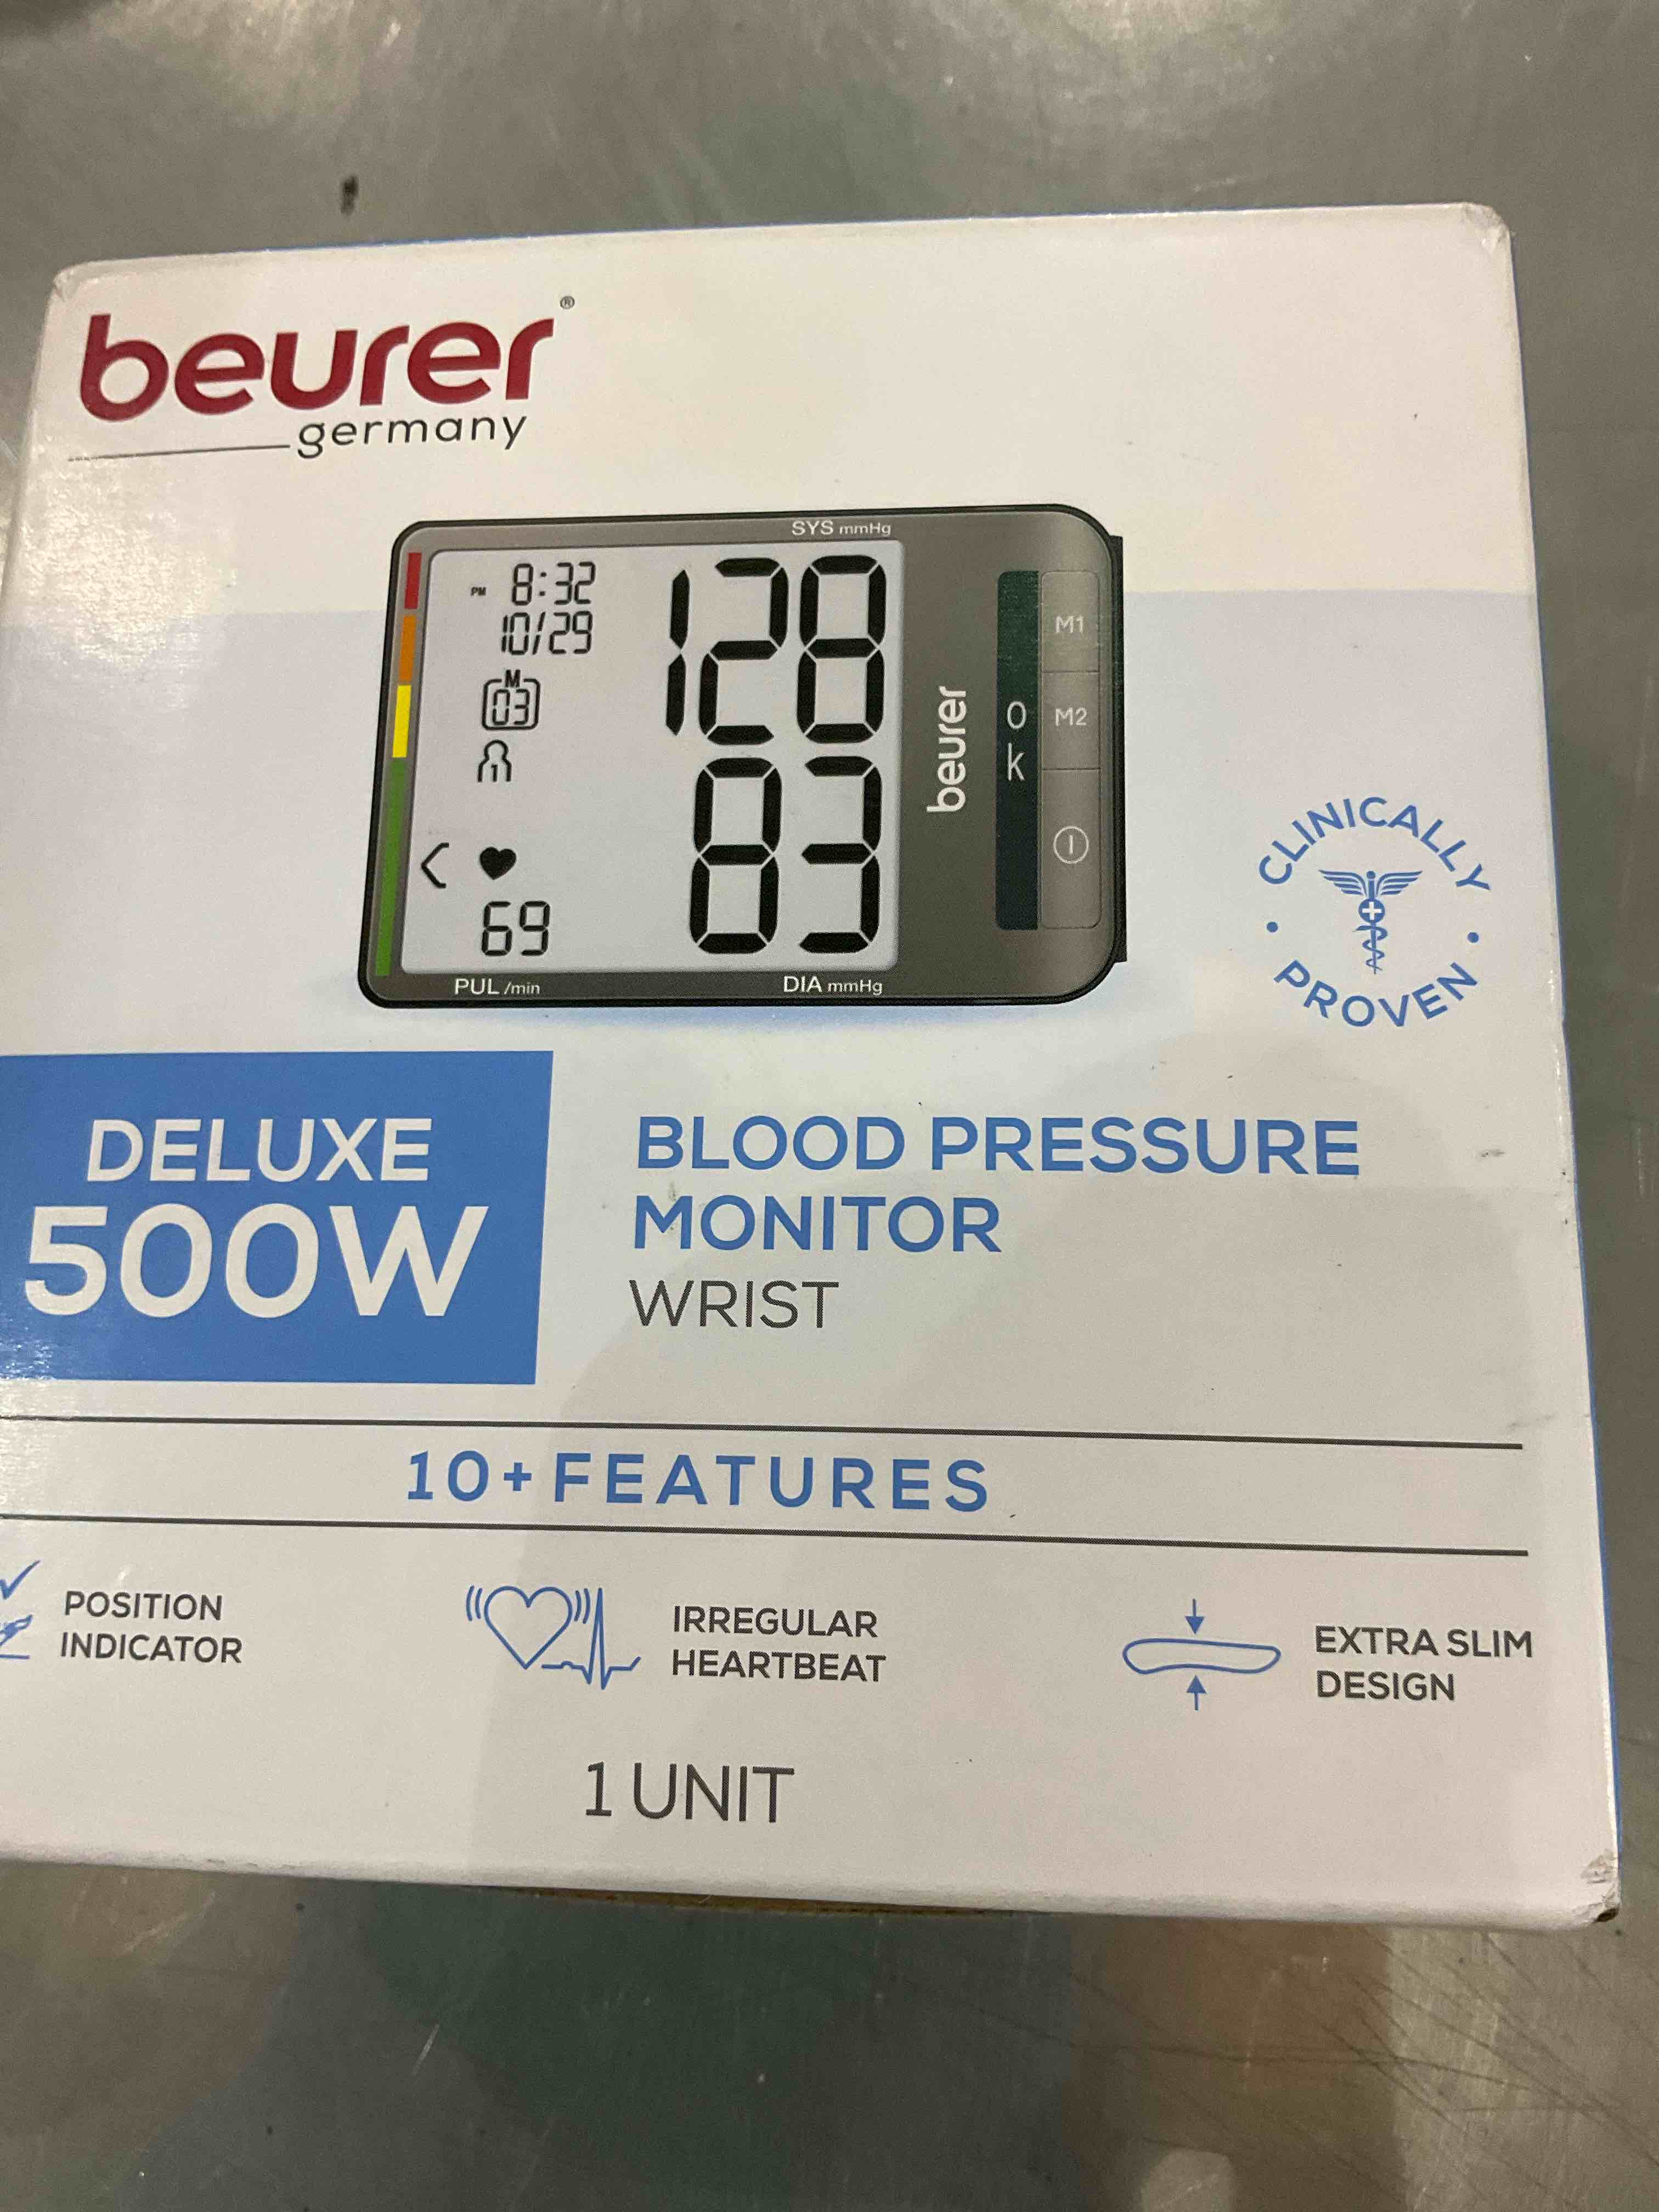 beurer®
germany
SYS mmHg
PM 8:32
10/29
M
03
1
69
128
83
PUL /min
DIA mmHg
beurer
o
k
M1
M2
CLINICALLY
• PROVEN •
DELUXE
500W
BLOOD PRESSURE
MONITOR
WRIST
10+FEATURES
POSITION
INDICATOR
IRREGULAR
HEARTBEAT
EXTRA SLIM
DESIGN
1 UNIT